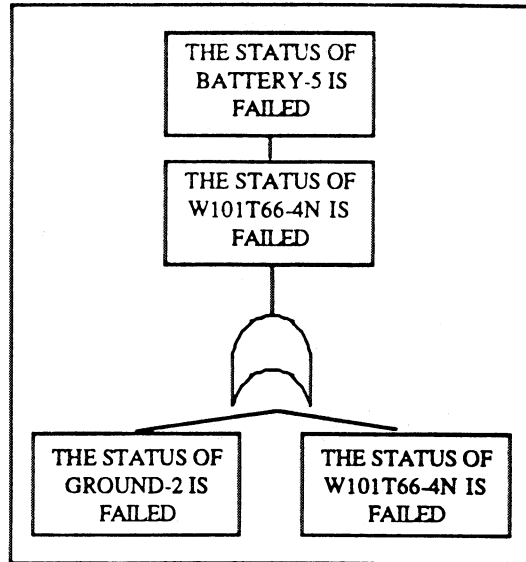 THE STATUS OF
BATTERY-5 IS
FAILED
THE STATUS OF
W101T66-4N IS
FAILED
THE STATUS OF
GROUND-2 IS
FAILED
THE STATUS OF
W101T66-4N IS
FAILED